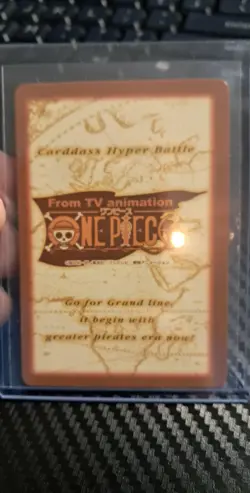 Carddass Hyper Battle
From TV animation
ワンピース
ONE PIECE
Go for Grand line,
it begin with
greater pirates era now!